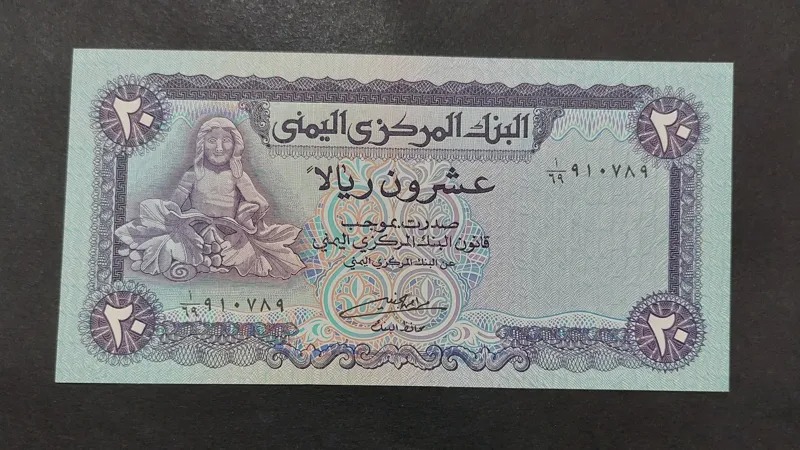 ٢٠
٢٠
البنك المركزي اليمني
١/٦٩ ٩١٠٧٨٩
عشرون ريالاً
صدرت بموجب
قانون البنك المركزي اليمني
عن البنك المركزي اليمني
١/٦٩ ٩١٠٧٨٩
محافظ البنك
٢٠
٢٠